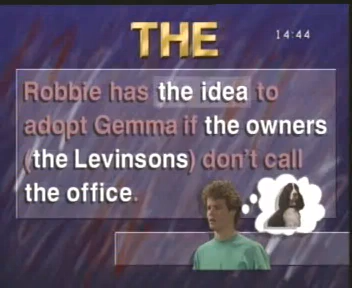 THE
14:44
Robbie has the idea to
adopt Gemma if the owners
(the Levinsons) don't call
the office.